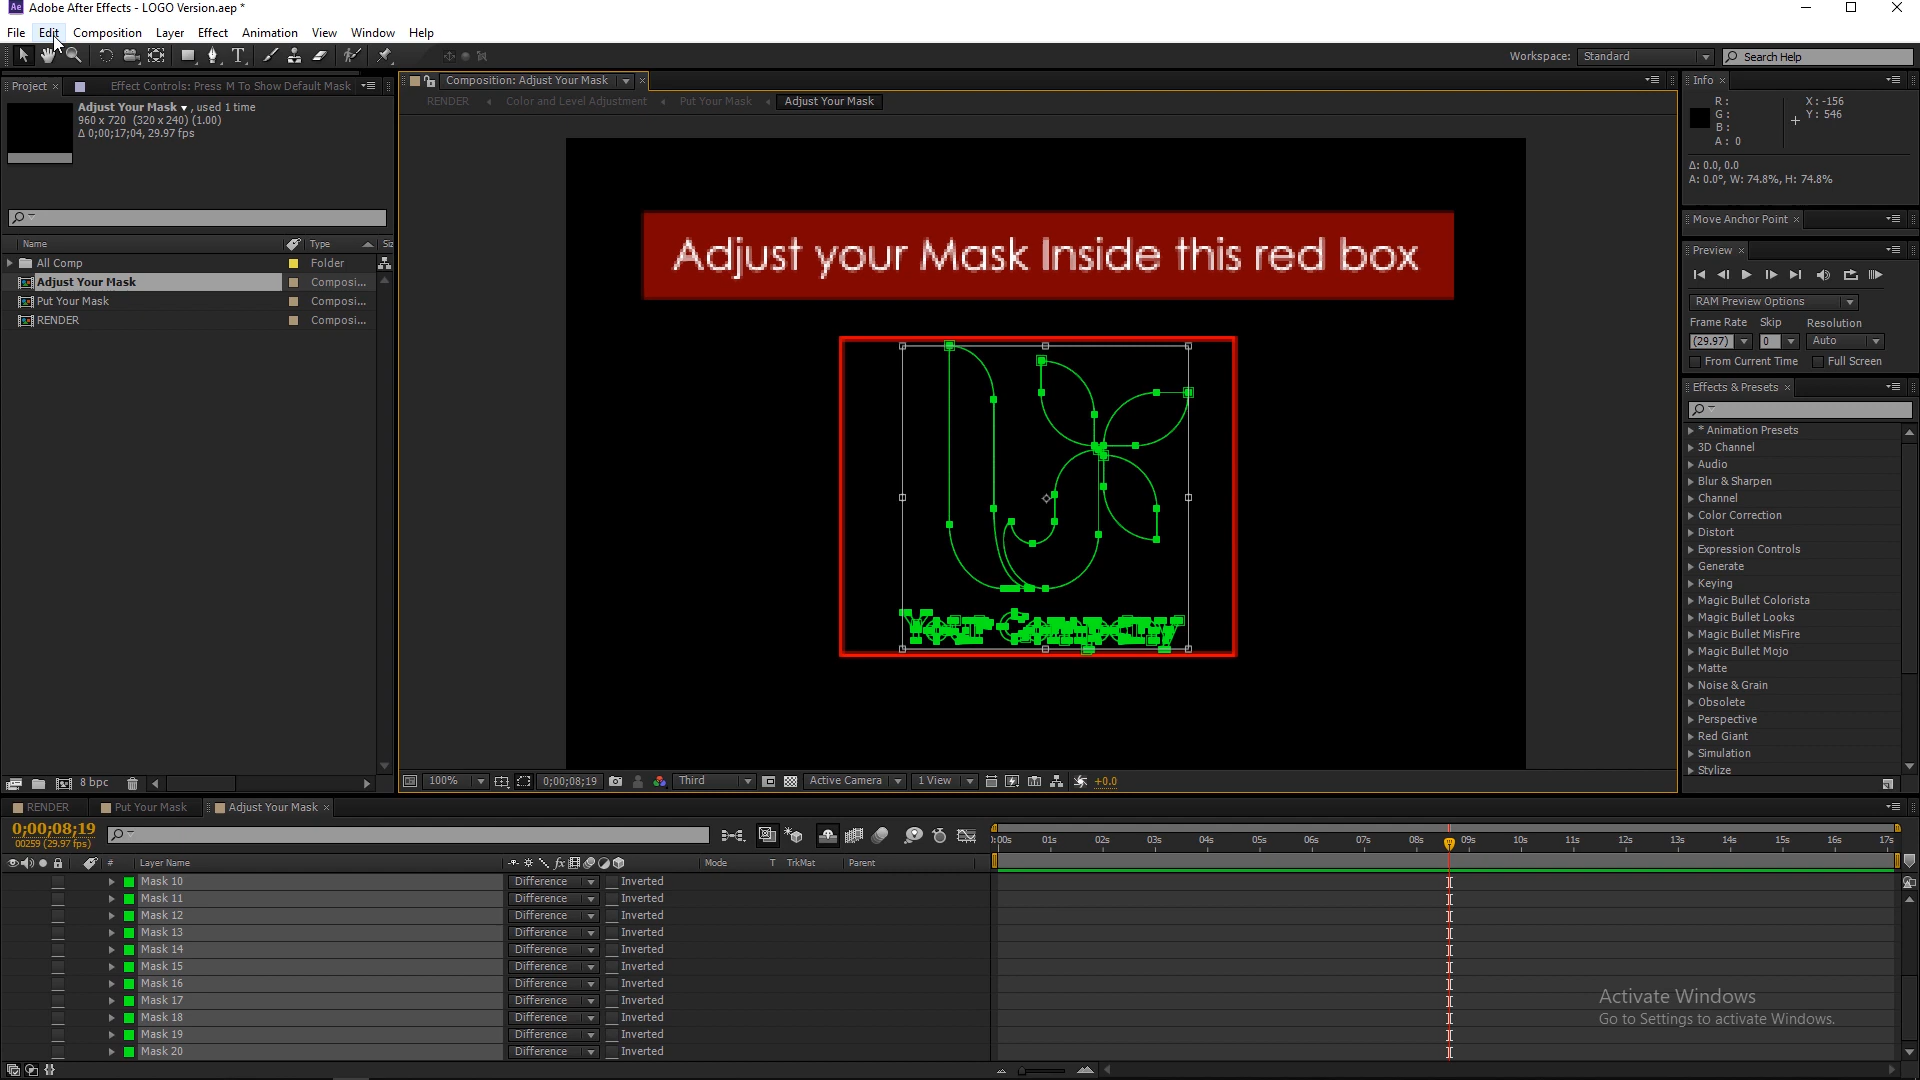 Ae Adobe After Effects - LOGO Version.aep *
File Edit Composition Layer Effect Animation View Window Help
Workspace: Standard Search Help
Project × Effect Controls: Press M To Show Default Mask
Adjust Your Mask ▾ , used 1 time
960 x 720 (320 x 240) (1.00)
Δ 0;00;17;04, 29.97 fps
Name Type
All Comp Folder
Adjust Your Mask Composi...
Put Your Mask Composi...
RENDER Composi...
8 bpc
Composition: Adjust Your Mask
RENDER Color and Level Adjustment Put Your Mask Adjust Your Mask
Adjust your Mask Inside this red box
Your Company
100% 0;00;08;19 Third Active Camera 1 View +0.0
Info ×
R: X: -156
G: Y: 546
B:
A: 0
Δ: 0.0, 0.0
A: 0.0°, W: 74.8%, H: 74.8%
Move Anchor Point ×
Preview ×
RAM Preview Options
Frame Rate Skip Resolution
(29.97) 0 Auto
From Current Time Full Screen
Effects & Presets ×
* Animation Presets
3D Channel
Audio
Blur & Sharpen
Channel
Color Correction
Distort
Expression Controls
Generate
Keying
Magic Bullet Colorista
Magic Bullet Looks
Magic Bullet MisFire
Magic Bullet Mojo
Matte
Noise & Grain
Obsolete
Perspective
Red Giant
Simulation
Stylize
RENDER Put Your Mask Adjust Your Mask ×
0;00;08;19
00259 (29.97 fps)
# Layer Name fx Mode T TrkMat Parent
:00s 01s 02s 03s 04s 05s 06s 07s 08s 09s 10s 11s 12s 13s 14s 15s 16s 17s
Mask 10 Difference Inverted
Mask 11 Difference Inverted
Mask 12 Difference Inverted
Mask 13 Difference Inverted
Mask 14 Difference Inverted
Mask 15 Difference Inverted
Mask 16 Difference Inverted
Mask 17 Difference Inverted
Mask 18 Difference Inverted
Mask 19 Difference Inverted
Mask 20 Difference Inverted
Activate Windows
Go to Settings to activate Windows.